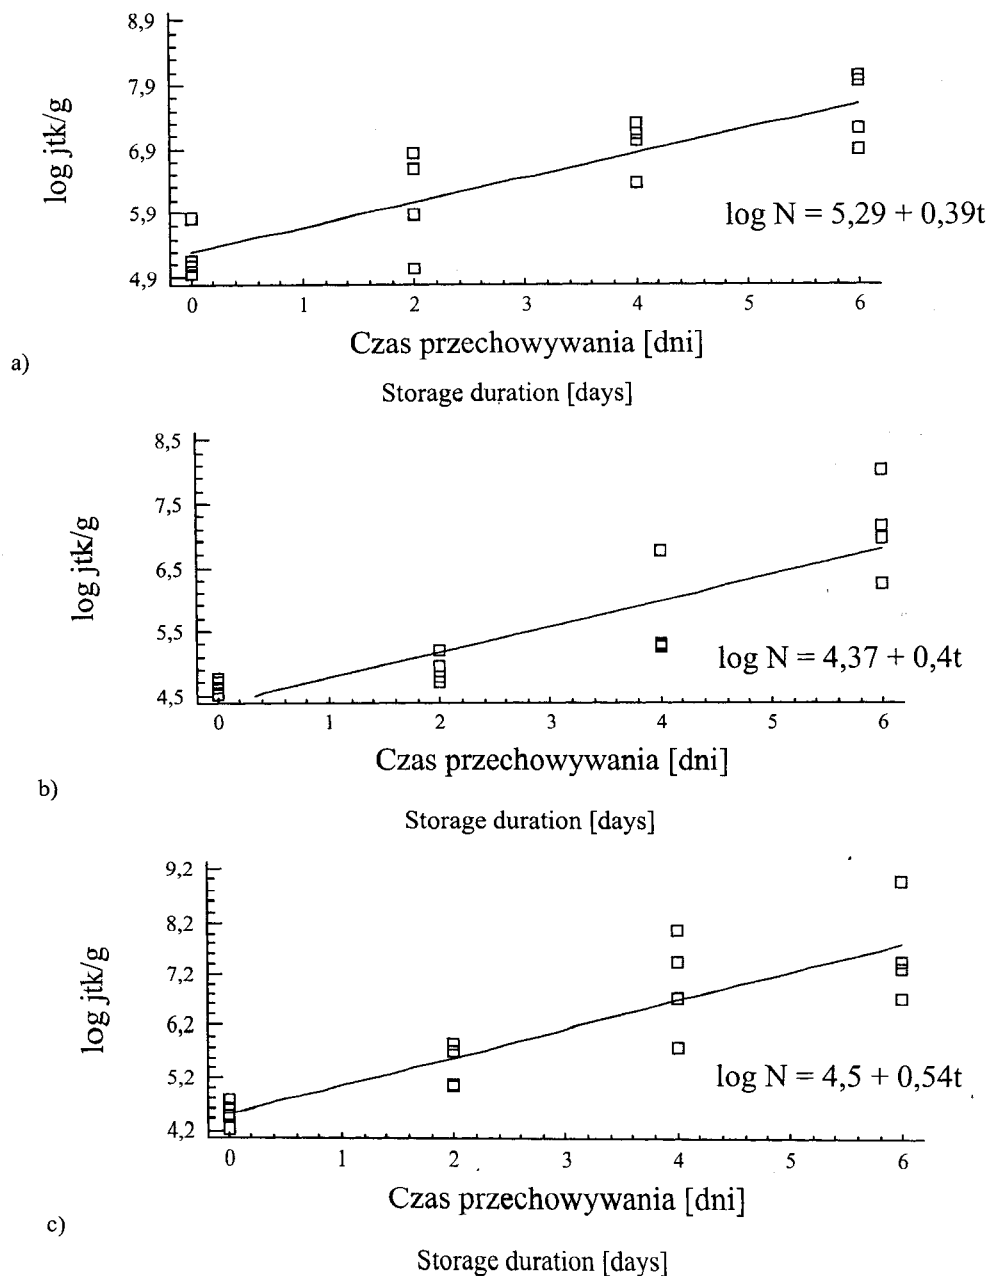 8,9
7,9
6,9
5,9
4,9
log jtk/g
log N = 5,29 + 0,39t
0 1 2 3 4 5 6
Czas przechowywania [dni]
a)
Storage duration [days]
8,5
7,5
6,5
5,5
4,5
log jtk/g
log N = 4,37 + 0,4t
0 1 2 3 4 5 6
Czas przechowywania [dni]
b)
Storage duration [days]
9,2
8,2
7,2
6,2
5,2
4,2
log jtk/g
log N = 4,5 + 0,54t
0 1 2 3 4 5 6
Czas przechowywania [dni]
c)
Storage duration [days]